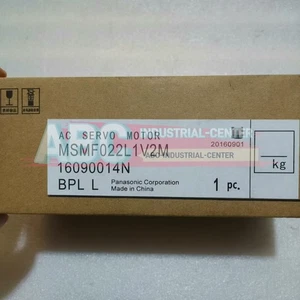 AC SERVO MOTOR
MSMF022L1V2M
20160901
16090014N
BPL L
Panasonic Corporation
Made in China
1 pc.
kg
ABC INDUSTRIAL-CENTER
ABC-INDUSTRIAL-CENTER